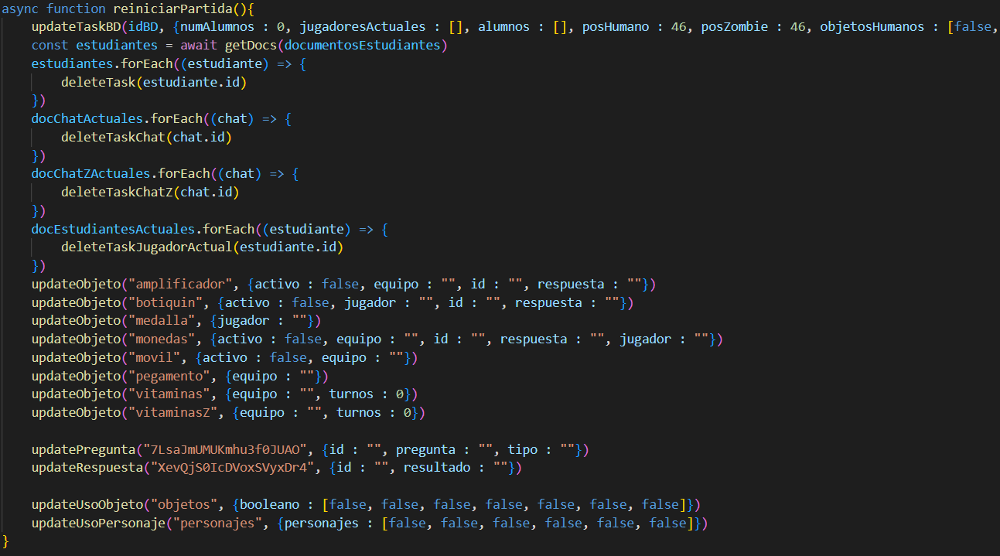 async function reiniciarPartida(){
    updateTaskBD(idBD, {numAlumnos : 0, jugadoresActuales : [], alumnos : [], posHumano : 46, posZombie : 46, objetosHumanos : [false,
    const estudiantes = await getDocs(documentosEstudiantes)
    estudiantes.forEach((estudiante) => {
        deleteTask(estudiante.id)
    })
    docChatActuales.forEach((chat) => {
        deleteTaskChat(chat.id)
    })
    docChatZActuales.forEach((chat) => {
        deleteTaskChatZ(chat.id)
    })
    docEstudiantesActuales.forEach((estudiante) => {
        deleteTaskJugadorActual(estudiante.id)
    })
    updateObjeto("amplificador", {activo : false, equipo : "", id : "", respuesta : ""})
    updateObjeto("botiquin", {activo : false, jugador : "", id : "", respuesta : ""})
    updateObjeto("medalla", {jugador : ""})
    updateObjeto("monedas", {activo : false, equipo : "", id : "", respuesta : "", jugador : ""})
    updateObjeto("movil", {activo : false, equipo : ""})
    updateObjeto("pegamento", {equipo : ""})
    updateObjeto("vitaminas", {equipo : "", turnos : 0})
    updateObjeto("vitaminasZ", {equipo : "", turnos : 0})

    updatePregunta("7LsaJmUMUKmhu3f0JUAO", {id : "", pregunta : "", tipo : ""})
    updateRespuesta("XevQjS0IcDVoxSVyxDr4", {id : "", resultado : ""})

    updateUsoObjeto("objetos", {booleano : [false, false, false, false, false, false, false]})
    updateUsoPersonaje("personajes", {personajes : [false, false, false, false, false, false]})
}